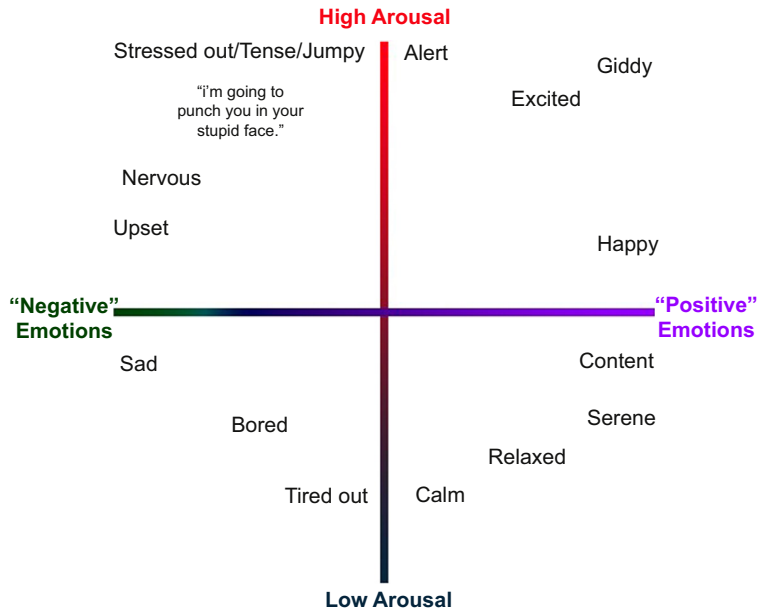 High Arousal
Stressed out/Tense/Jumpy
Alert
Giddy
Excited
“i’m going to
punch you in your
stupid face.”
Nervous
Upset
Happy
“Negative”
Emotions
“Positive”
Emotions
Sad
Content
Bored
Serene
Relaxed
Tired out
Calm
Low Arousal